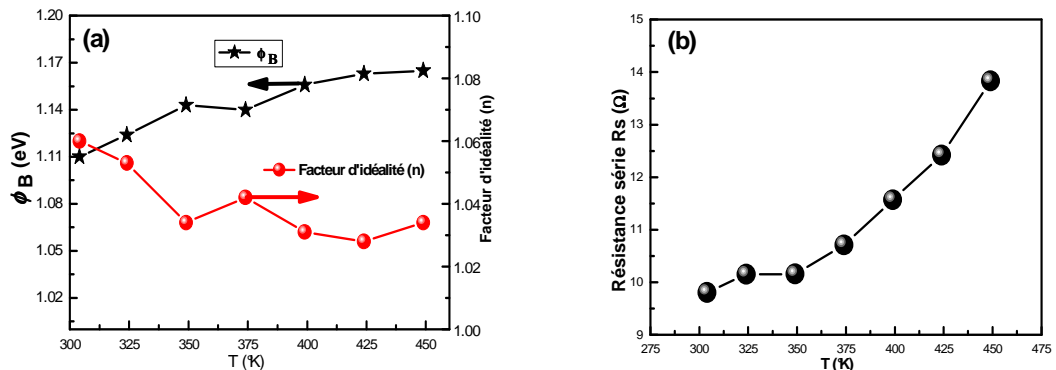 (a)
ϕB
1.20
1.17
1.14
1.11
1.08
1.05
1.02
ϕB (eV)
Facteur d'idéalité (n)
1.10
1.08
1.06
1.04
1.02
1.00
Facteur d'idéalité (n)
300 325 350 375 400 425 450
T (°K)
(b)
15
14
13
12
11
10
9
Résistance série Rs (Ω)
275 300 325 350 375 400 425 450 475
T (°K)